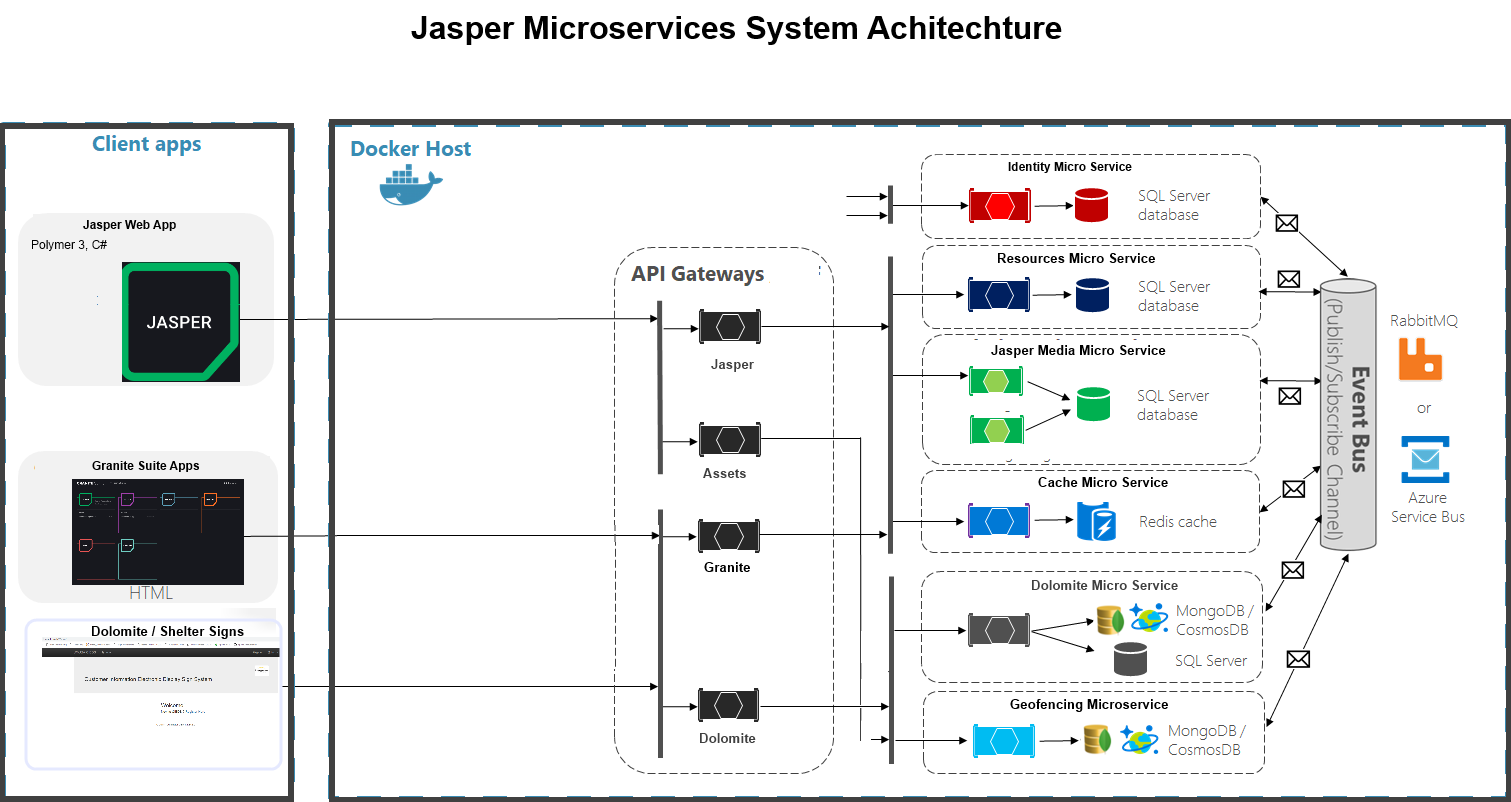 Jasper Microservices System Achitechture
Client apps
Jasper Web App
Polymer 3, C#
JASPER
Granite Suite Apps
HTML
Dolomite / Shelter Signs
Customer Information Electronic Display Sign System
Welcome
Docker Host
API Gateways
Jasper
Assets
Granite
Dolomite
Identity Micro Service
SQL Server
database
Resources Micro Service
SQL Server
database
Jasper Media Micro Service
SQL Server
database
Cache Micro Service
Redis cache
Dolomite Micro Service
MongoDB /
CosmosDB
SQL Server
Geofencing Microservice
MongoDB /
CosmosDB
Event Bus
(Publish/Subscribe Channel)
RabbitMQ
or
Azure
Service Bus